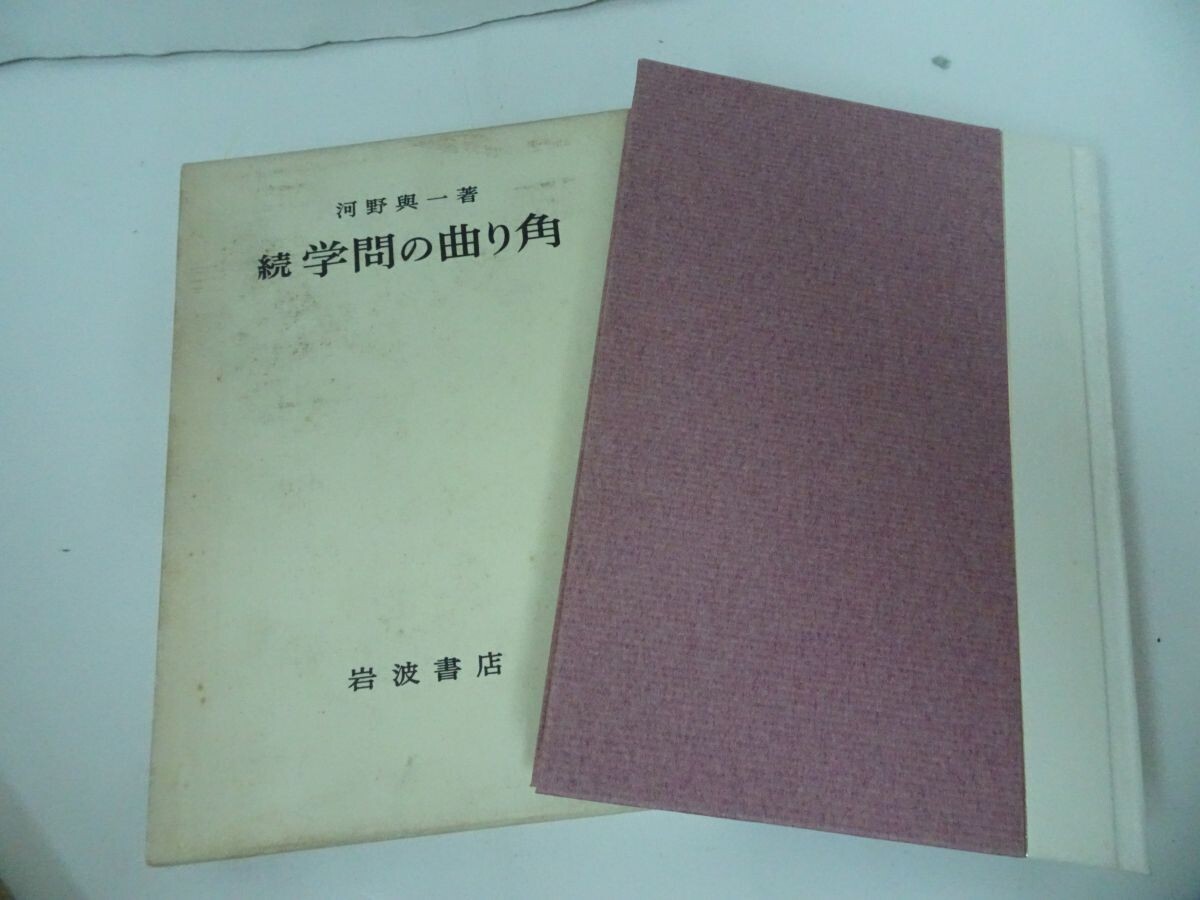 河野與一著
続 学問の曲り角
岩波書店